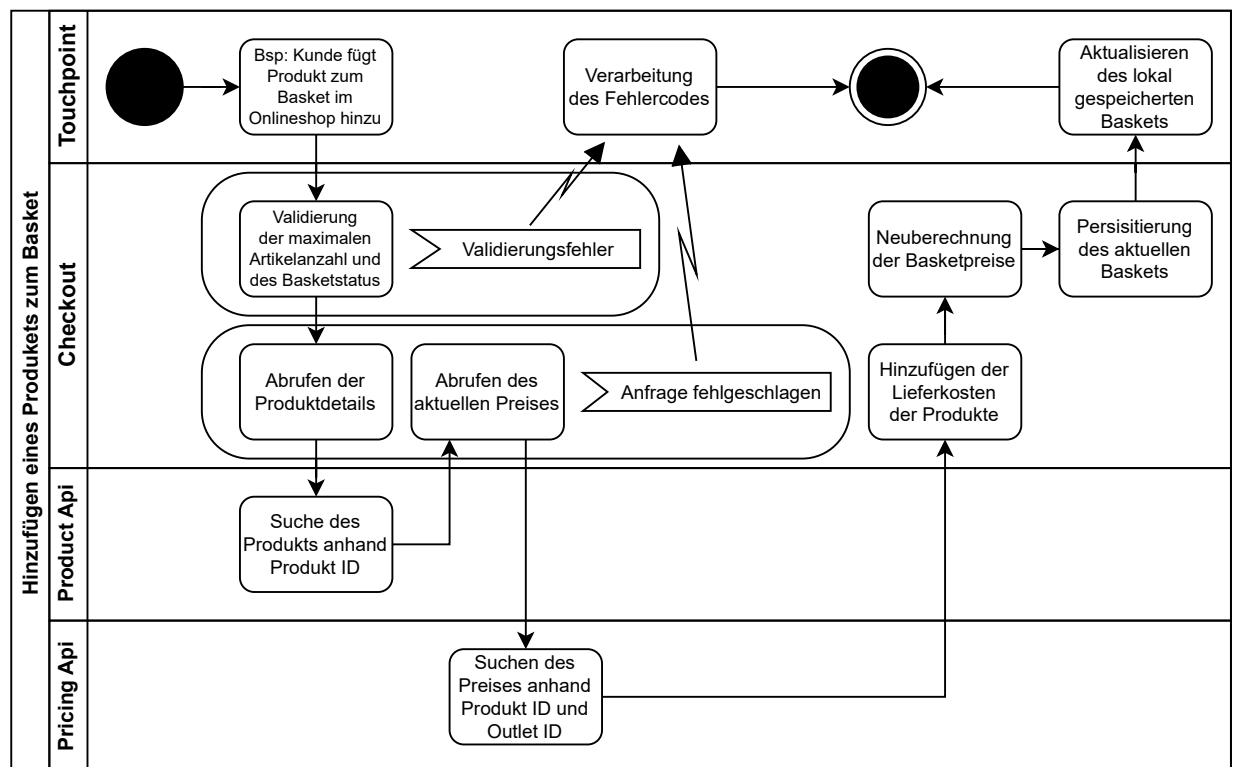 Hinzufügen eines Produkets zum Basket
Touchpoint
Bsp: Kunde fügt
Produkt zum
Basket im
Onlineshop hinzu
Verarbeitung
des Fehlercodes
Aktualisieren
des lokal
gespeicherten
Baskets
Checkout
Validierung
der maximalen
Artikelanzahl und
des Basketstatus
Validierungsfehler
Neuberechnung
der Basketpreise
Persisitierung
des aktuellen
Baskets
Abrufen der
Produktdetails
Abrufen des
aktuellen Preises
Anfrage fehlgeschlagen
Hinzufügen der
Lieferkosten
der Produkte
Product Api
Suche des
Produkts anhand
Produkt ID
Pricing Api
Suchen des
Preises anhand
Produkt ID und
Outlet ID